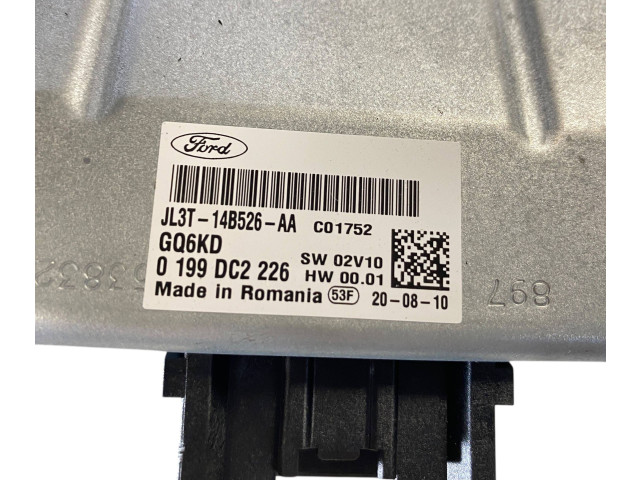 Ford
JL3T-14B526-AA C01752
GQ6KD SW 02V10
0 199 DC2 226 HW 00.01
Made in Romania 53F 20-08-10
897